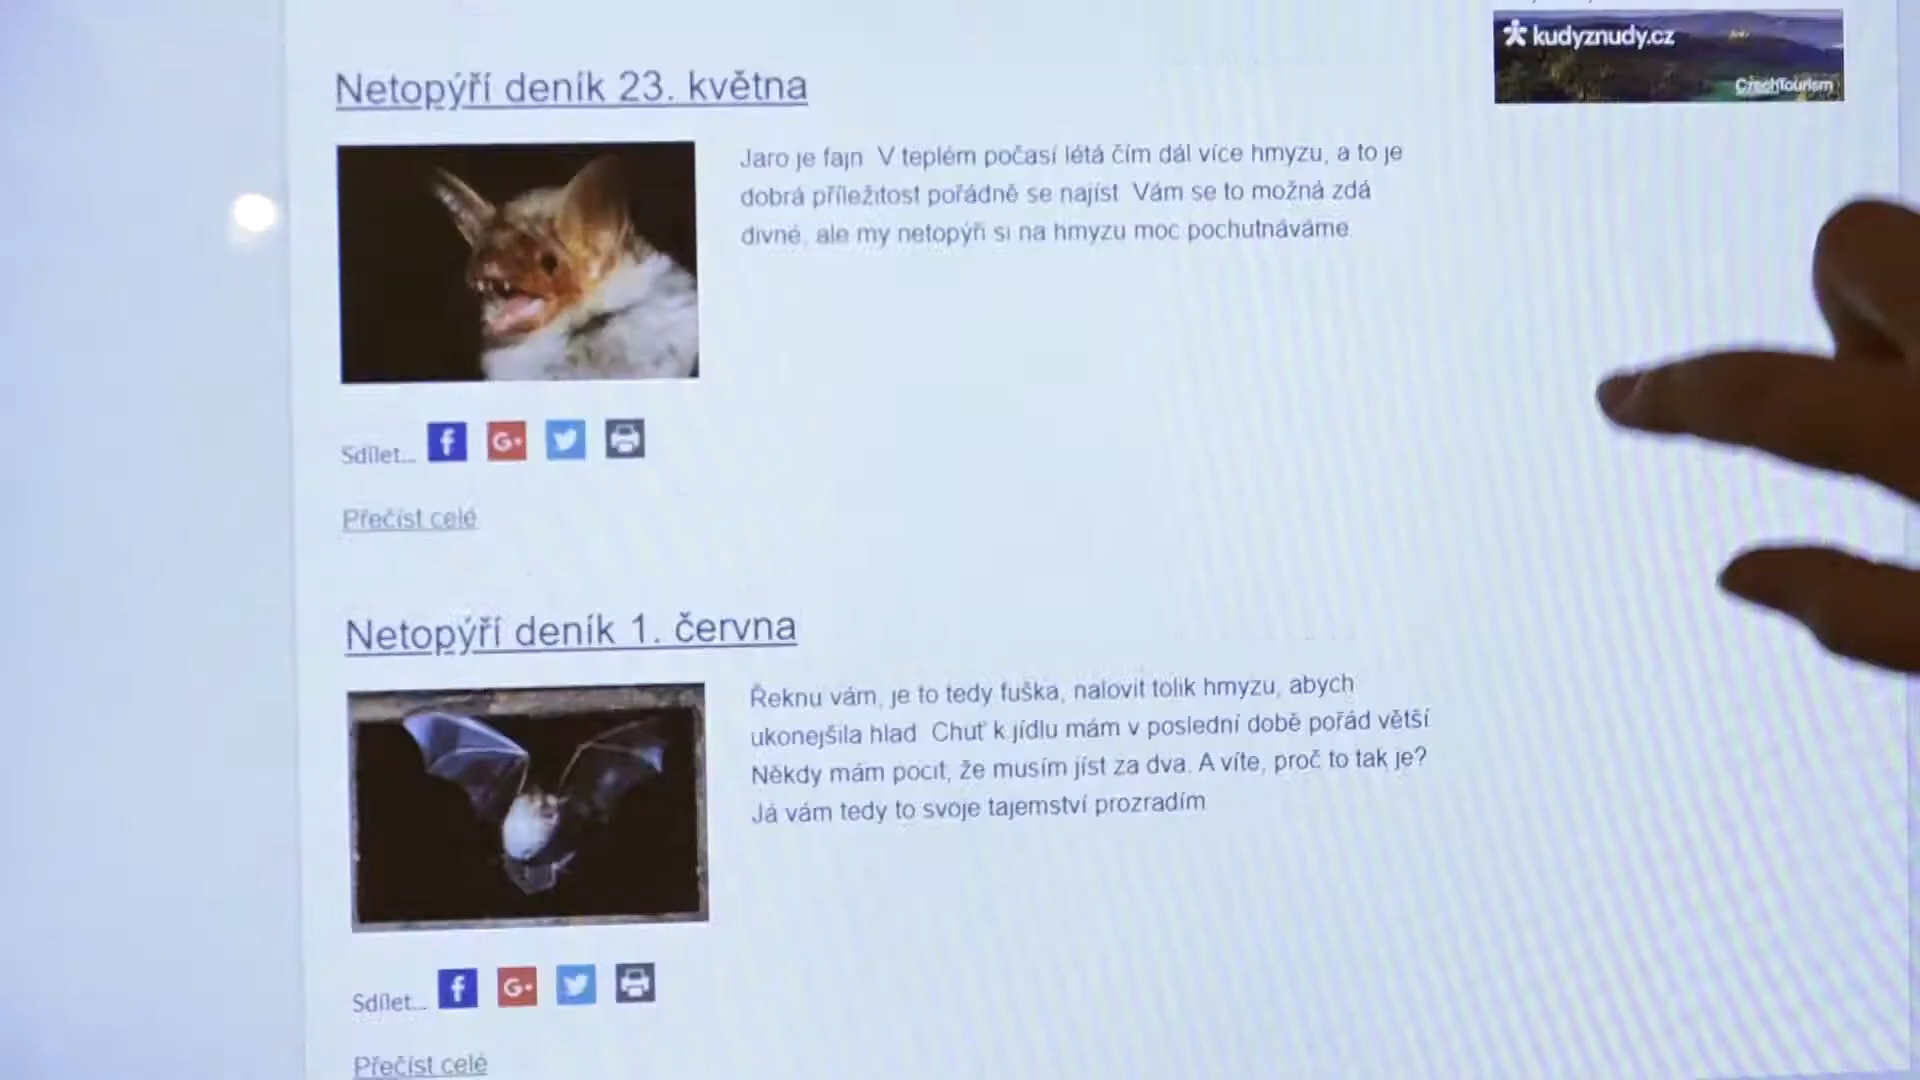 kudyznudy.cz
CzechTourism
Netopýří deník 23. května
Jaro je fajn. V teplém počasí létá čím dál více hmyzu, a to je
dobrá příležitost pořádně se najíst. Vám se to možná zdá
divné, ale my netopýři si na hmyzu moc pochutnáváme.
Sdílet...
Přečíst celé
Netopýří deník 1. června
Řeknu vám, je to tedy fuška, nalovit tolik hmyzu, abych
ukonejšila hlad. Chuť k jídlu mám v poslední době pořád větší.
Někdy mám pocit, že musím jíst za dva. A víte, proč to tak je?
Já vám tedy to svoje tajemství prozradím
Sdílet...
Přečíst celé